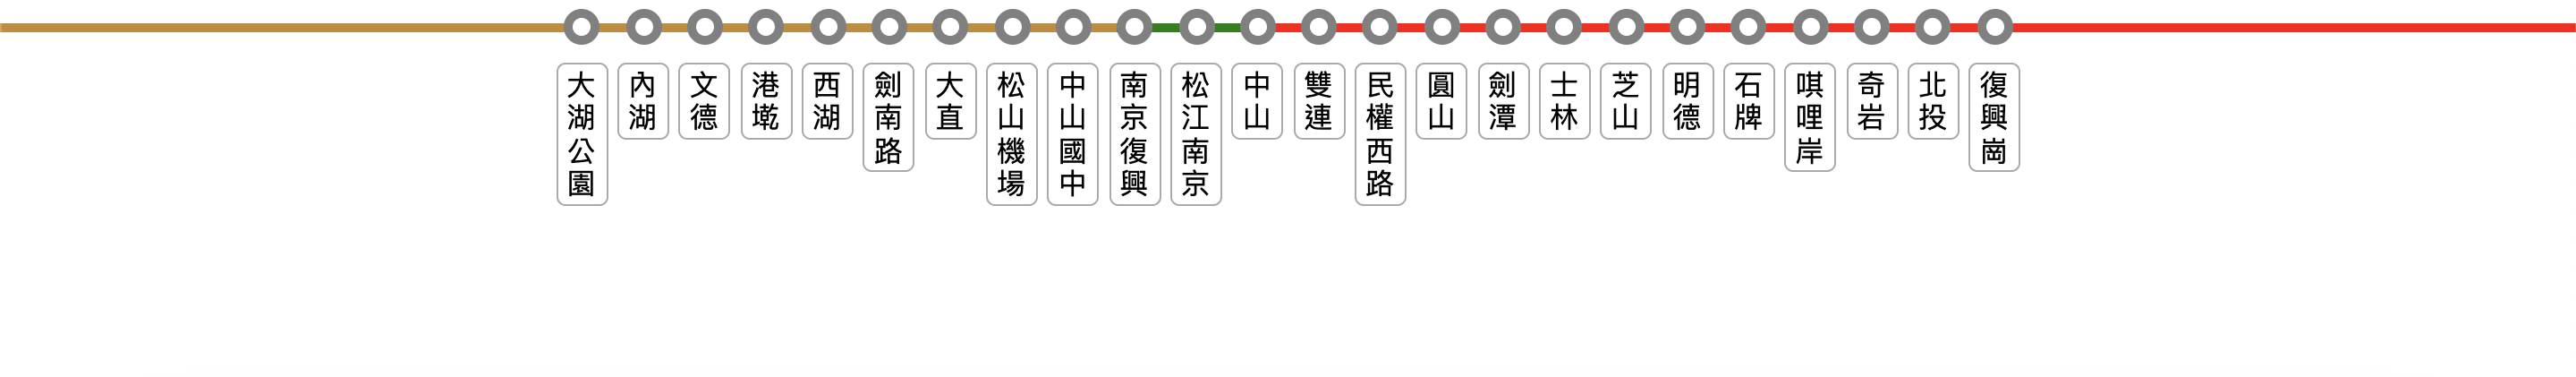 大湖公園
內湖
文德
港墘
西湖
劍南路
大直
松山機場
中山國中
南京復興
松江南京
中山
雙連
民權西路
圓山
劍潭
士林
芝山
明德
石牌
唭哩岸
奇岩
北投
復興崗